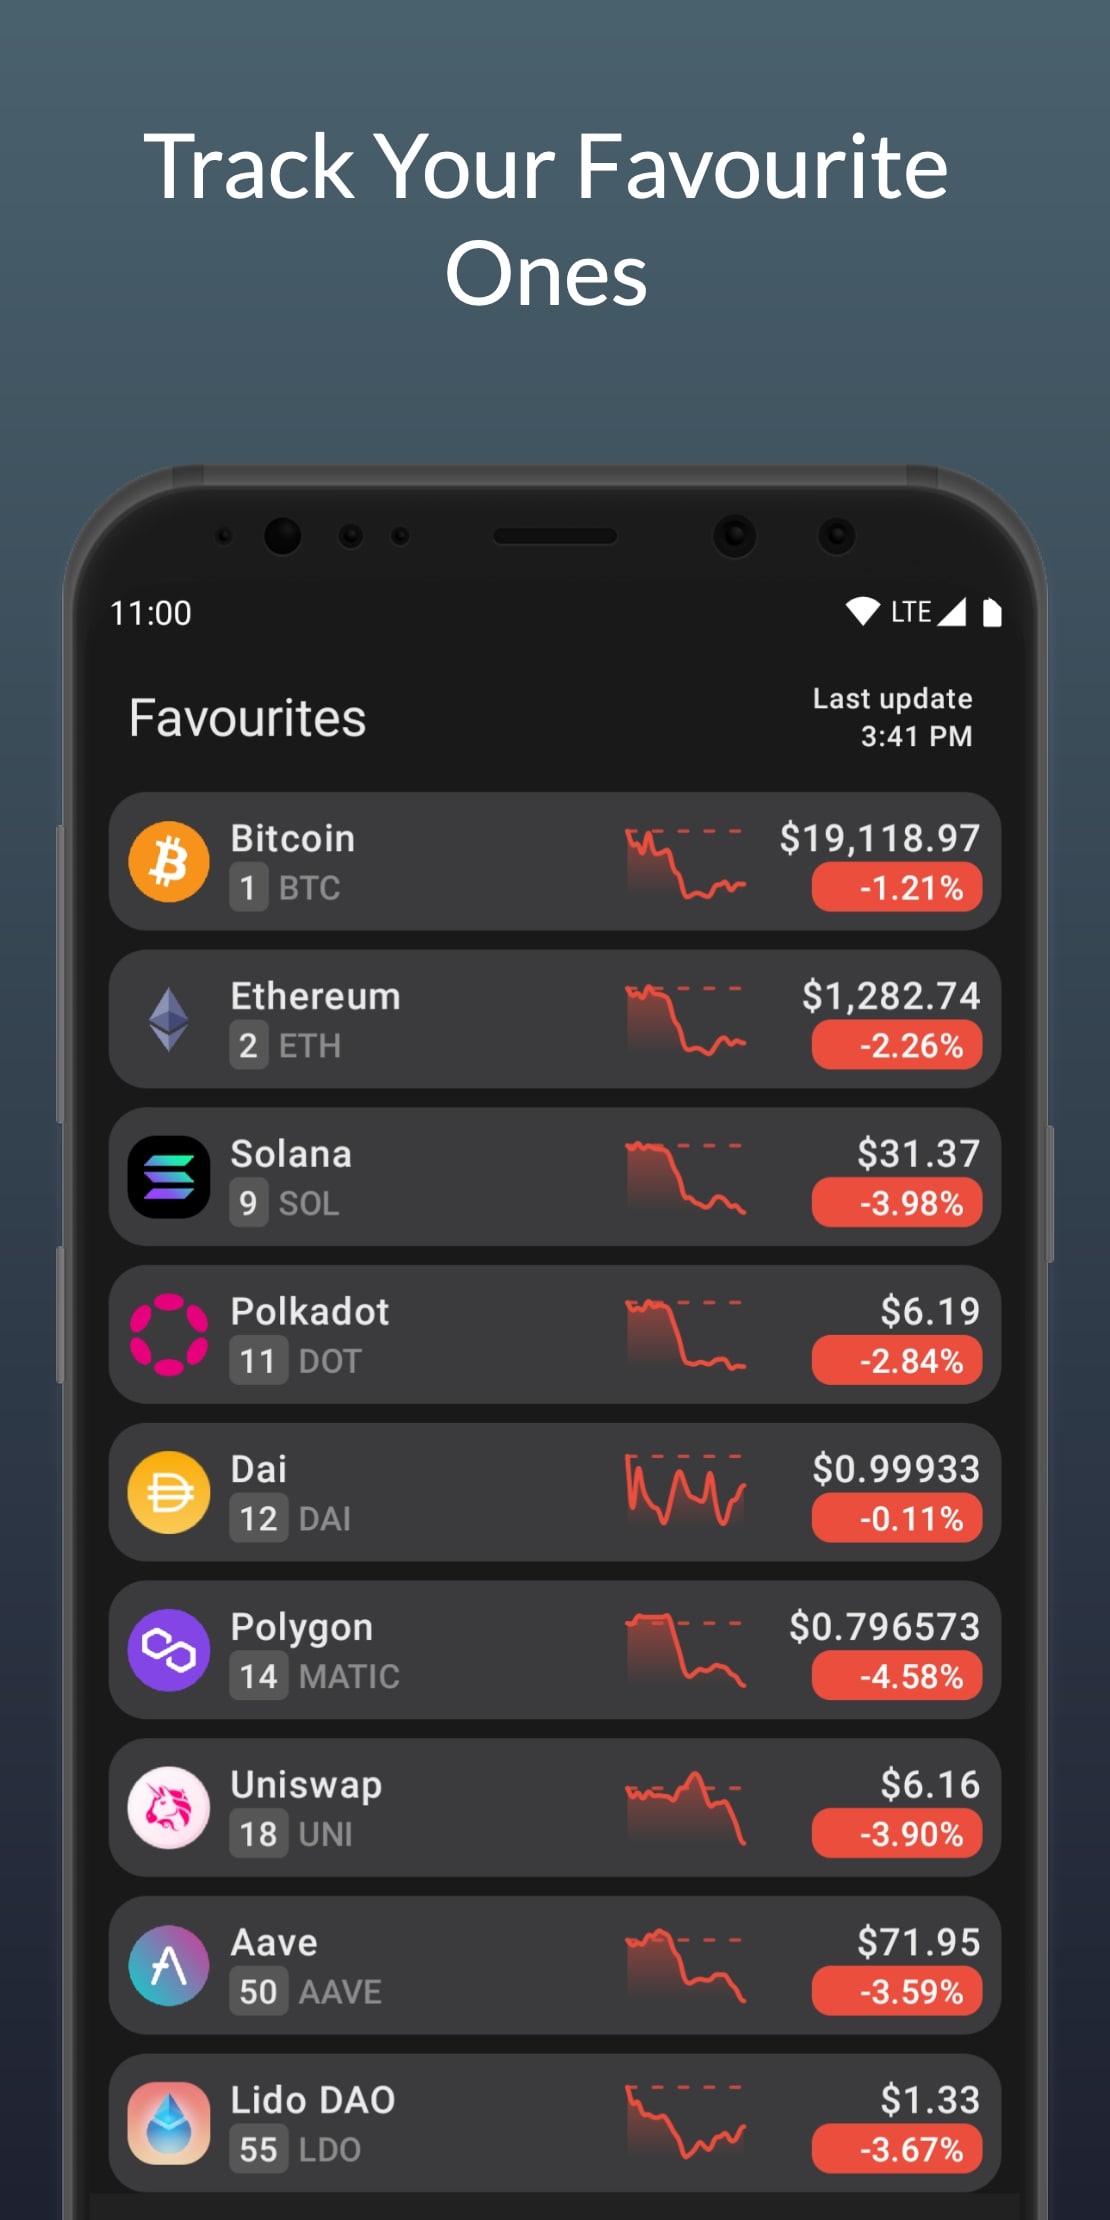 Track Your Favourite
Ones
11:00 LTE
Favourites
Last update
3:41 PM
Bitcoin $19,118.97
1 BTC -1.21%
Ethereum $1,282.74
2 ETH -2.26%
Solana $31.37
9 SOL -3.98%
Polkadot $6.19
11 DOT -2.84%
Dai $0.99933
12 DAI -0.11%
Polygon $0.796573
14 MATIC -4.58%
Uniswap $6.16
18 UNI -3.90%
Aave $71.95
50 AAVE -3.59%
Lido DAO $1.33
55 LDO -3.67%